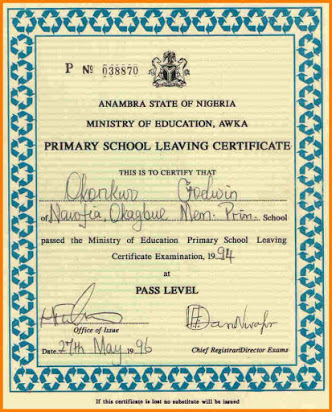 P № 038870
ANAMBRA STATE OF NIGERIA
MINISTRY OF EDUCATION, AWKA
PRIMARY SCHOOL LEAVING CERTIFICATE
THIS IS TO CERTIFY THAT
Okonkwo Godwin
of Nawfia, Okagbue Mem. Prim. School
passed the Ministry of Education Primary School Leaving
Certificate Examination, 1994
at
PASS LEVEL
Office of Issue
Date 27th May 1996 Chief Registrar/Director Exams
If this certificate is lost no substitute will be issued